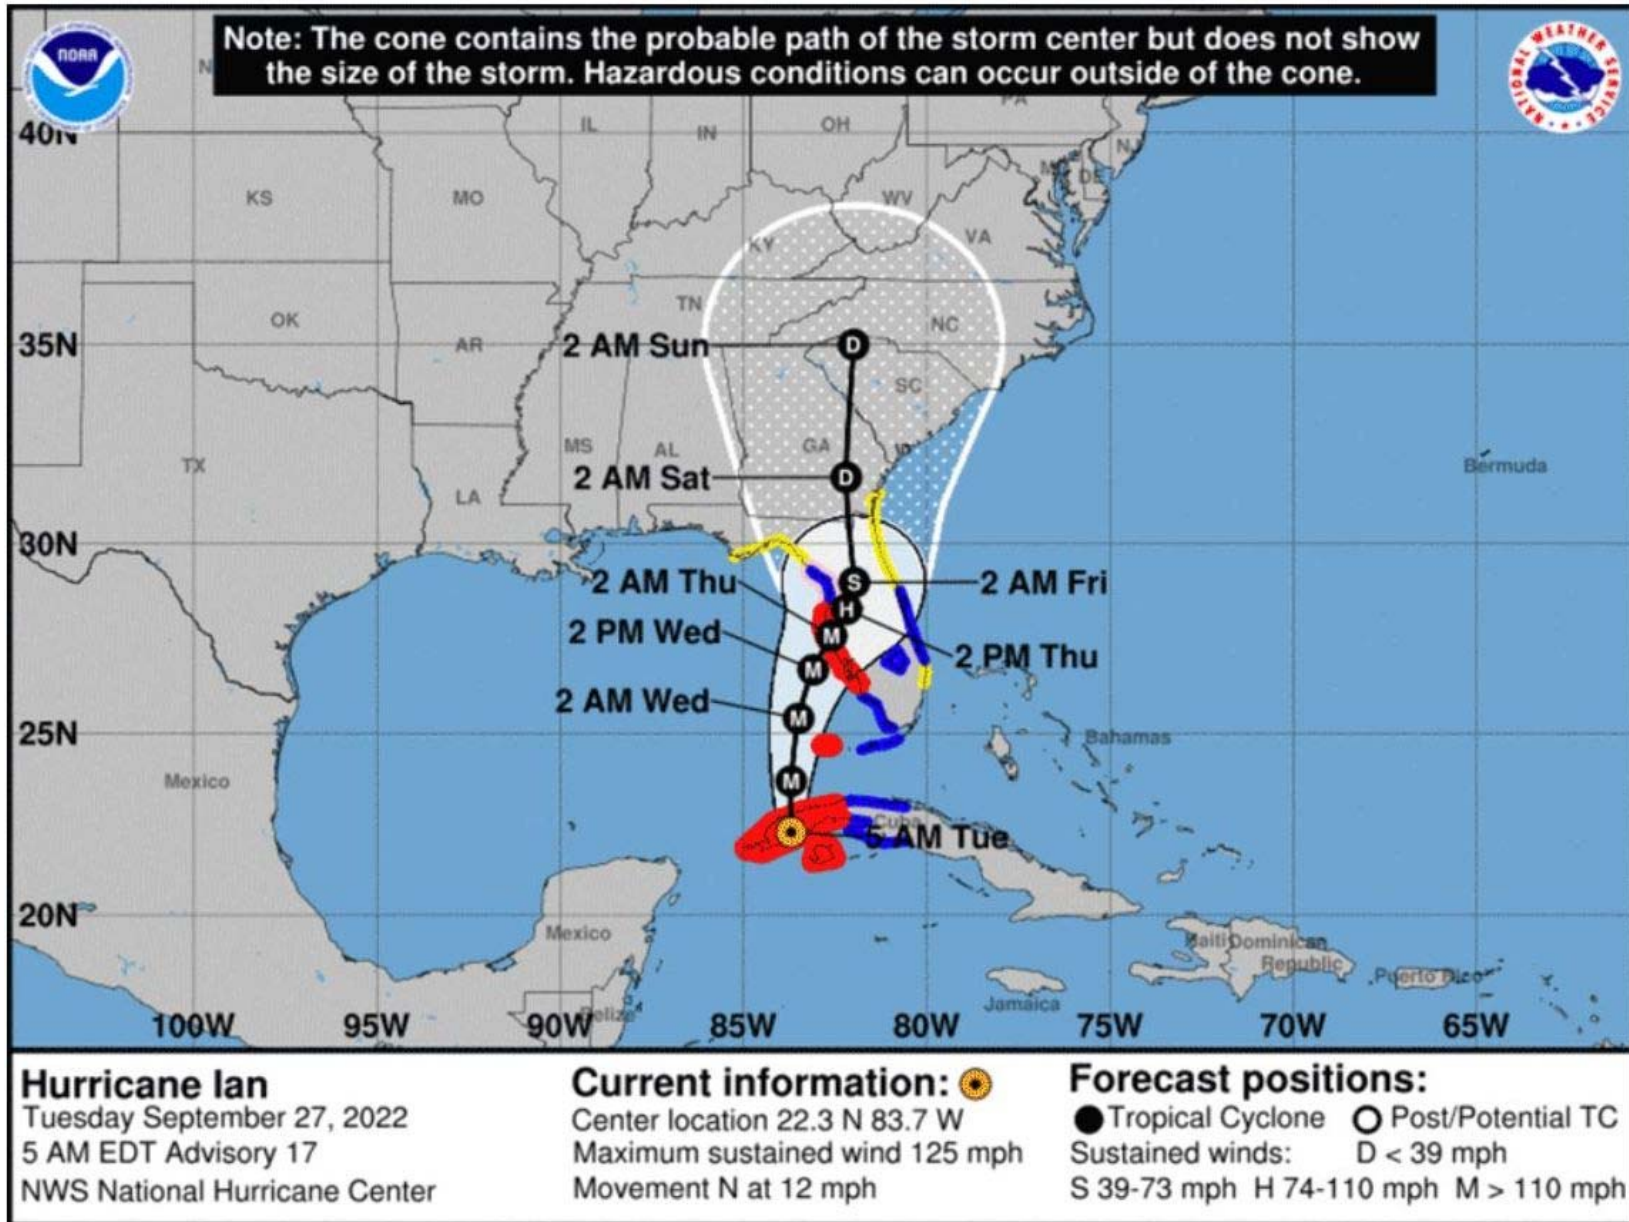 Note: The cone contains the probable path of the storm center but does not show
the size of the storm. Hazardous conditions can occur outside of the cone.
NOAA
NATIONAL WEATHER SERVICE
PA
40N
IL
IN
OH
NJ
DE
KS
MO
WV
KY
VA
TN
NC
OK
AR
35N
2 AM Sun
D
SC
MS
AL
GA
TX
2 AM Sat
D
Bermuda
LA
30N
2 AM Thu
S
2 AM Fri
H
2 PM Wed
M
2 PM Thu
M
2 AM Wed
M
25N
Bahamas
Mexico
M
Cuba
5 AM Tue
20N
Mexico
Haiti
Dominican
Republic
Puerto Rico
Jamaica
Belize
100W 95W 90W 85W 80W 75W 70W 65W
Hurricane Ian
Tuesday September 27, 2022
5 AM EDT Advisory 17
NWS National Hurricane Center
Current information:
Center location 22.3 N 83.7 W
Maximum sustained wind 125 mph
Movement N at 12 mph
Forecast positions:
Tropical Cyclone Post/Potential TC
Sustained winds: D < 39 mph
S 39-73 mph H 74-110 mph M > 110 mph